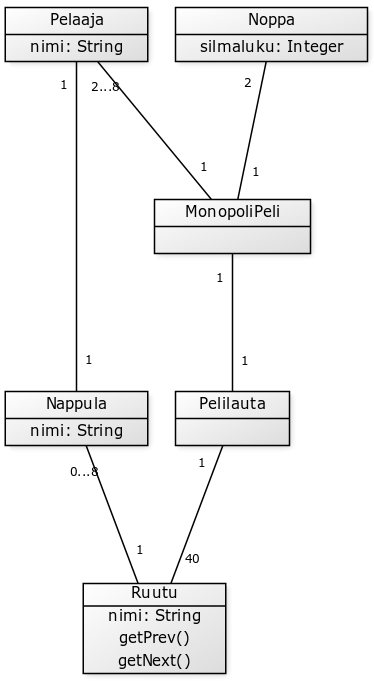 Pelaaja
nimi: String
Noppa
silmaluku: Integer
1
2...8
2
1
1
MonopoliPeli
1
1
1
Nappula
nimi: String
Pelilauta
0...8
1
1
40
Ruutu
nimi: String
getPrev()
getNext()